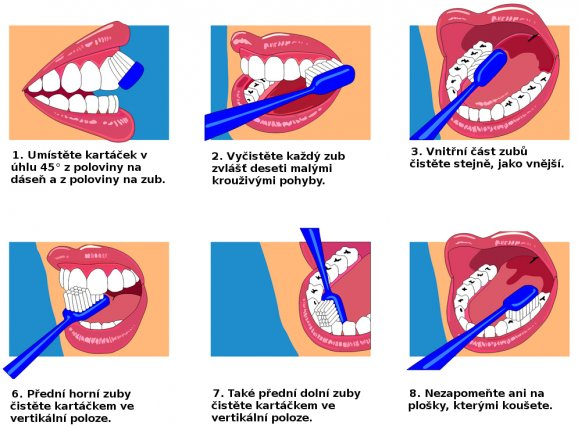 1. Umístěte kartáček v
úhlu 45° z poloviny na
dáseň a z poloviny na zub.
2. Vyčistěte každý zub
zvlášť deseti malými
krouživými pohyby.
3. Vnitřní část zubů
čistěte stejně, jako vnější.
6. Přední horní zuby
čistěte kartáčkem ve
vertikální poloze.
7. Také přední dolní zuby
čistěte kartáčkem ve
vertikální poloze.
8. Nezapomeňte ani na
plošky, kterými koušete.